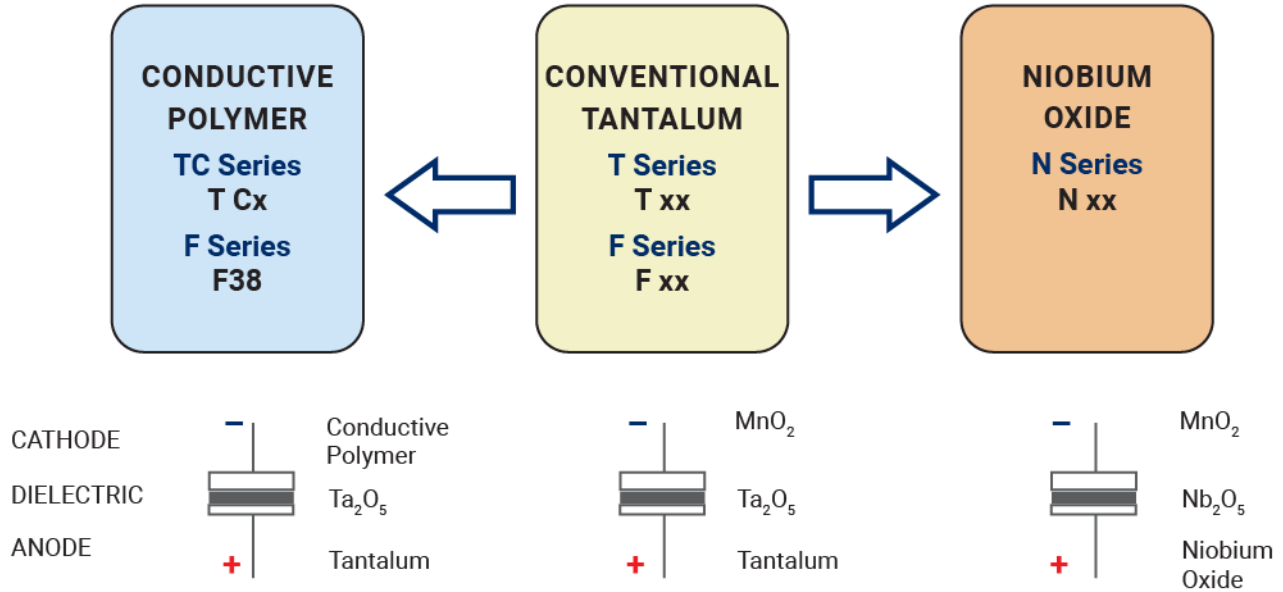 CONDUCTIVE
POLYMER
TC Series
T Cx
F Series
F38
CONVENTIONAL
TANTALUM
T Series
T xx
F Series
F xx
NIOBIUM
OXIDE
N Series
N xx
CATHODE
DIELECTRIC
ANODE
–
Conductive
Polymer
Ta₂O₅
+
Tantalum
–
MnO₂
Ta₂O₅
+
Tantalum
–
MnO₂
Nb₂O₅
+
Niobium
Oxide